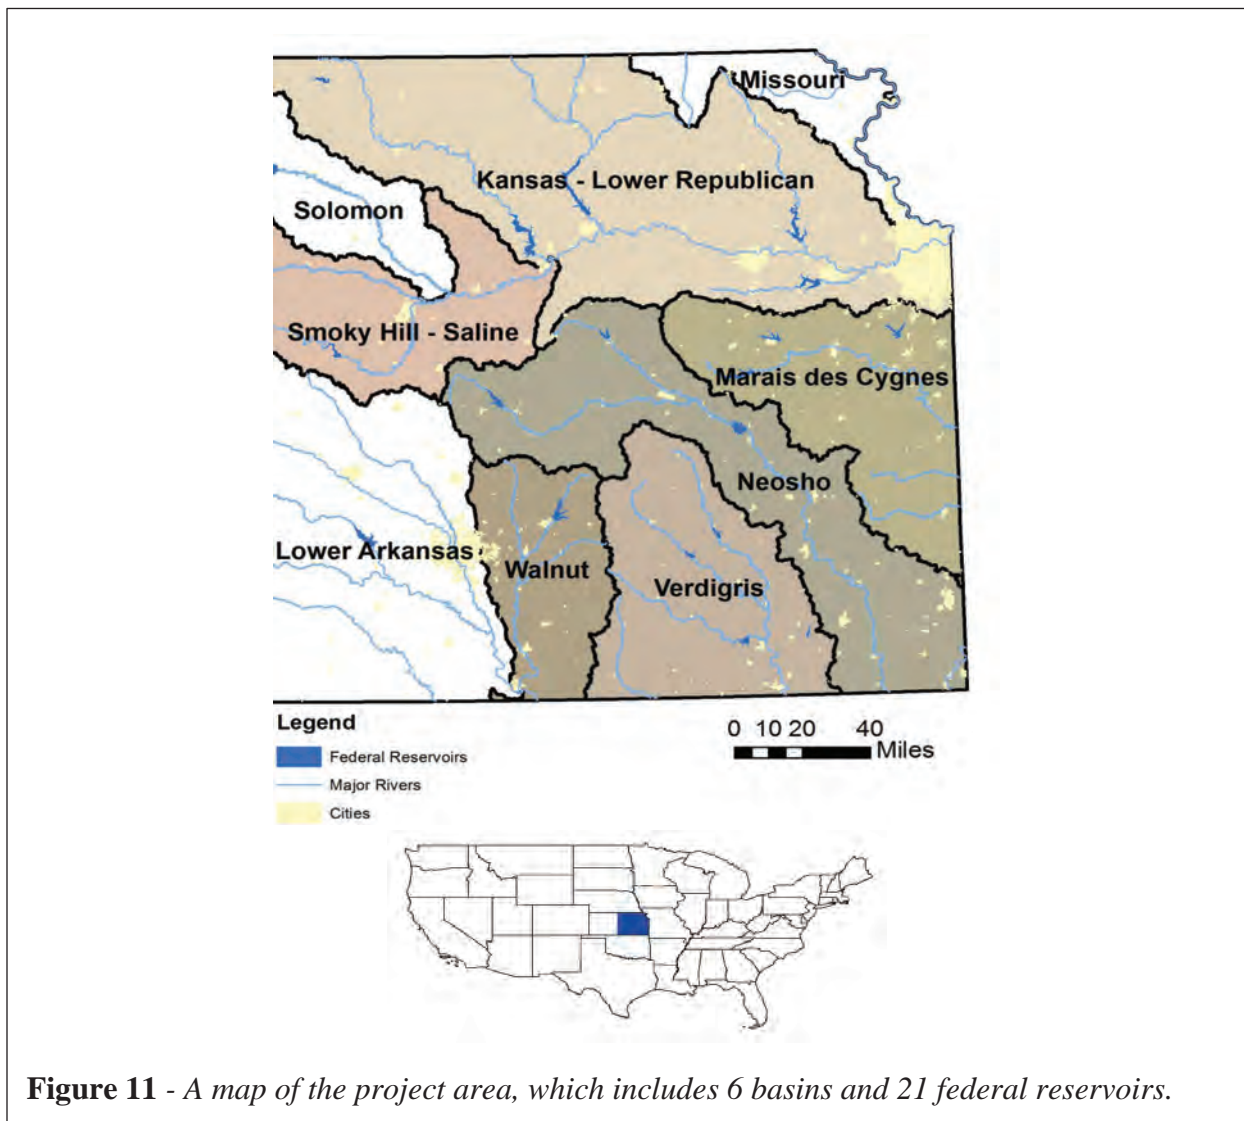 Missouri
Kansas - Lower Republican
Solomon
Smoky Hill - Saline
Marais des Cygnes
Neosho
Lower Arkansas
Walnut
Verdigris
Legend
Federal Reservoirs
Major Rivers
Cities
0 10 20 40
Miles
Figure 11 - A map of the project area, which includes 6 basins and 21 federal reservoirs.